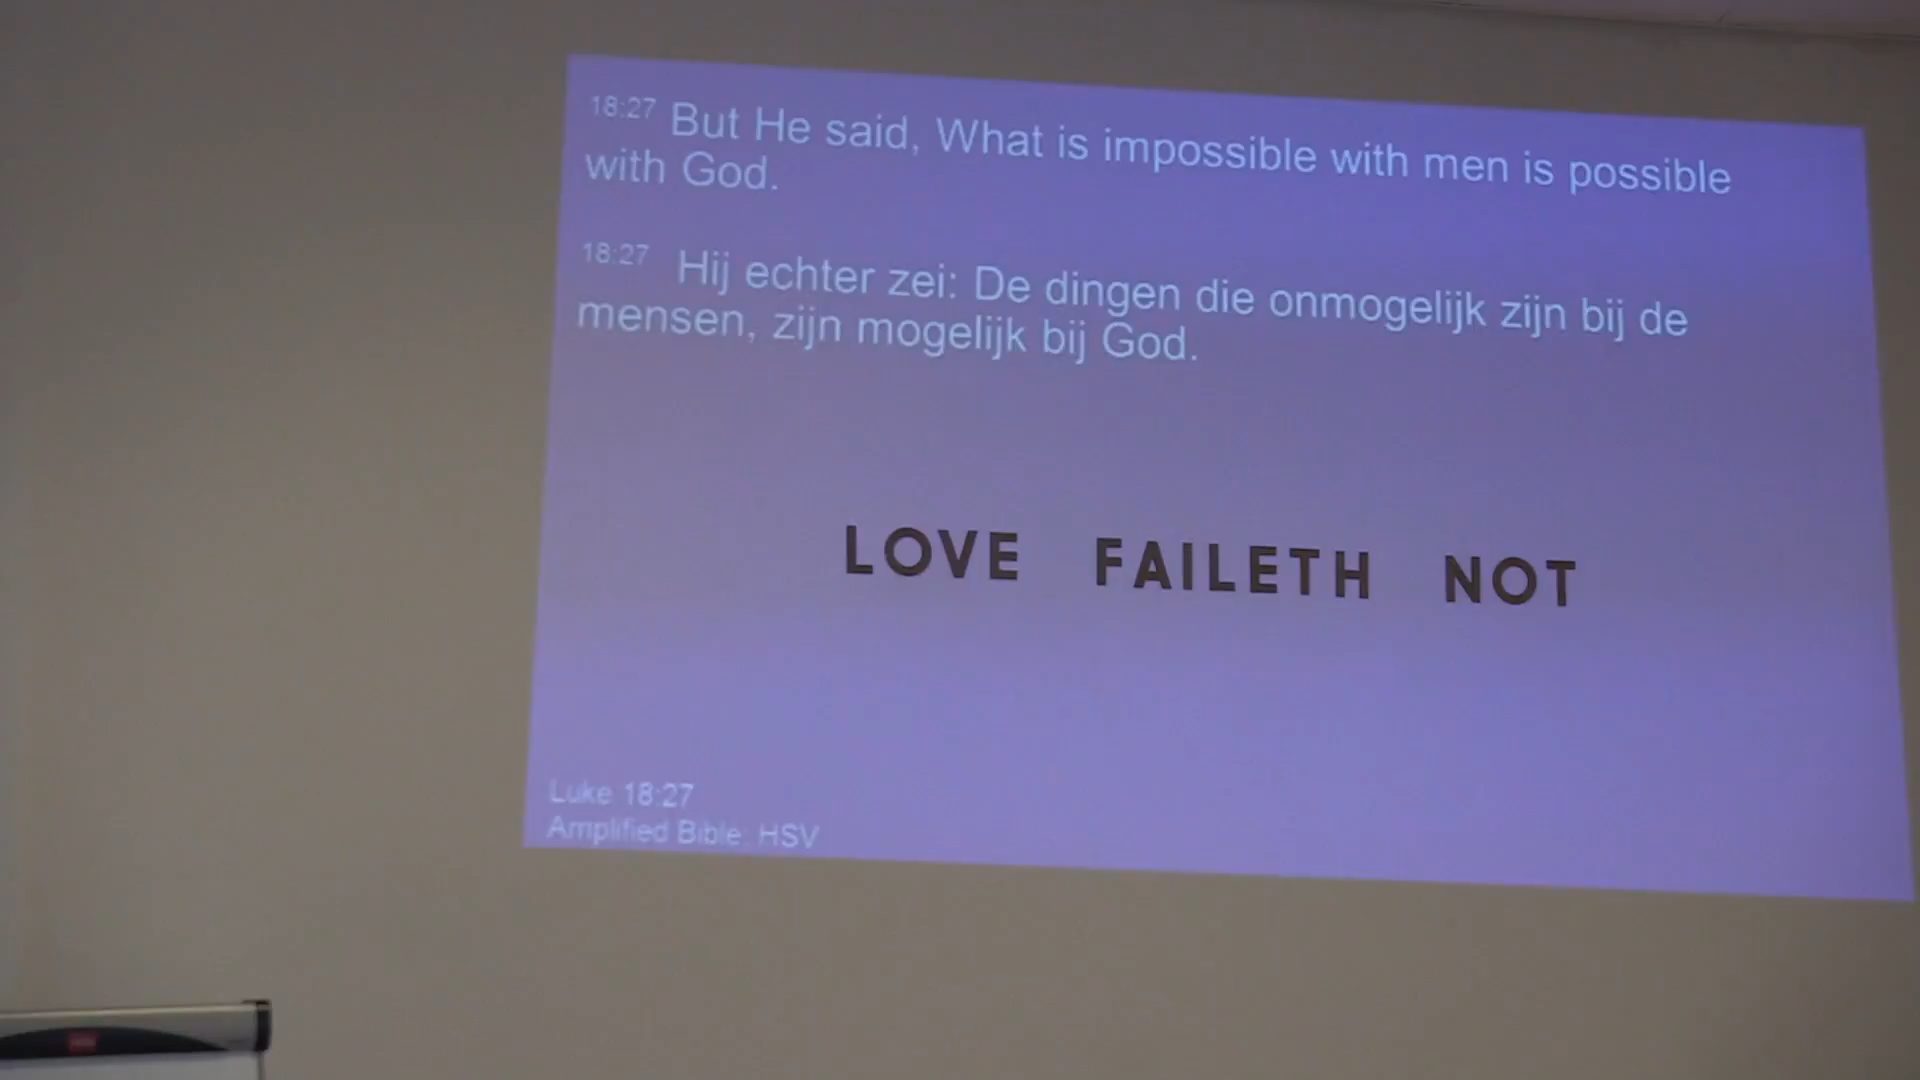 18:27 But He said, What is impossible with men is possible
with God.
18:27 Hij echter zei: De dingen die onmogelijk zijn bij de
mensen, zijn mogelijk bij God.
LOVE FAILETH NOT
Luke 18:27
Amplified Bible: HSV